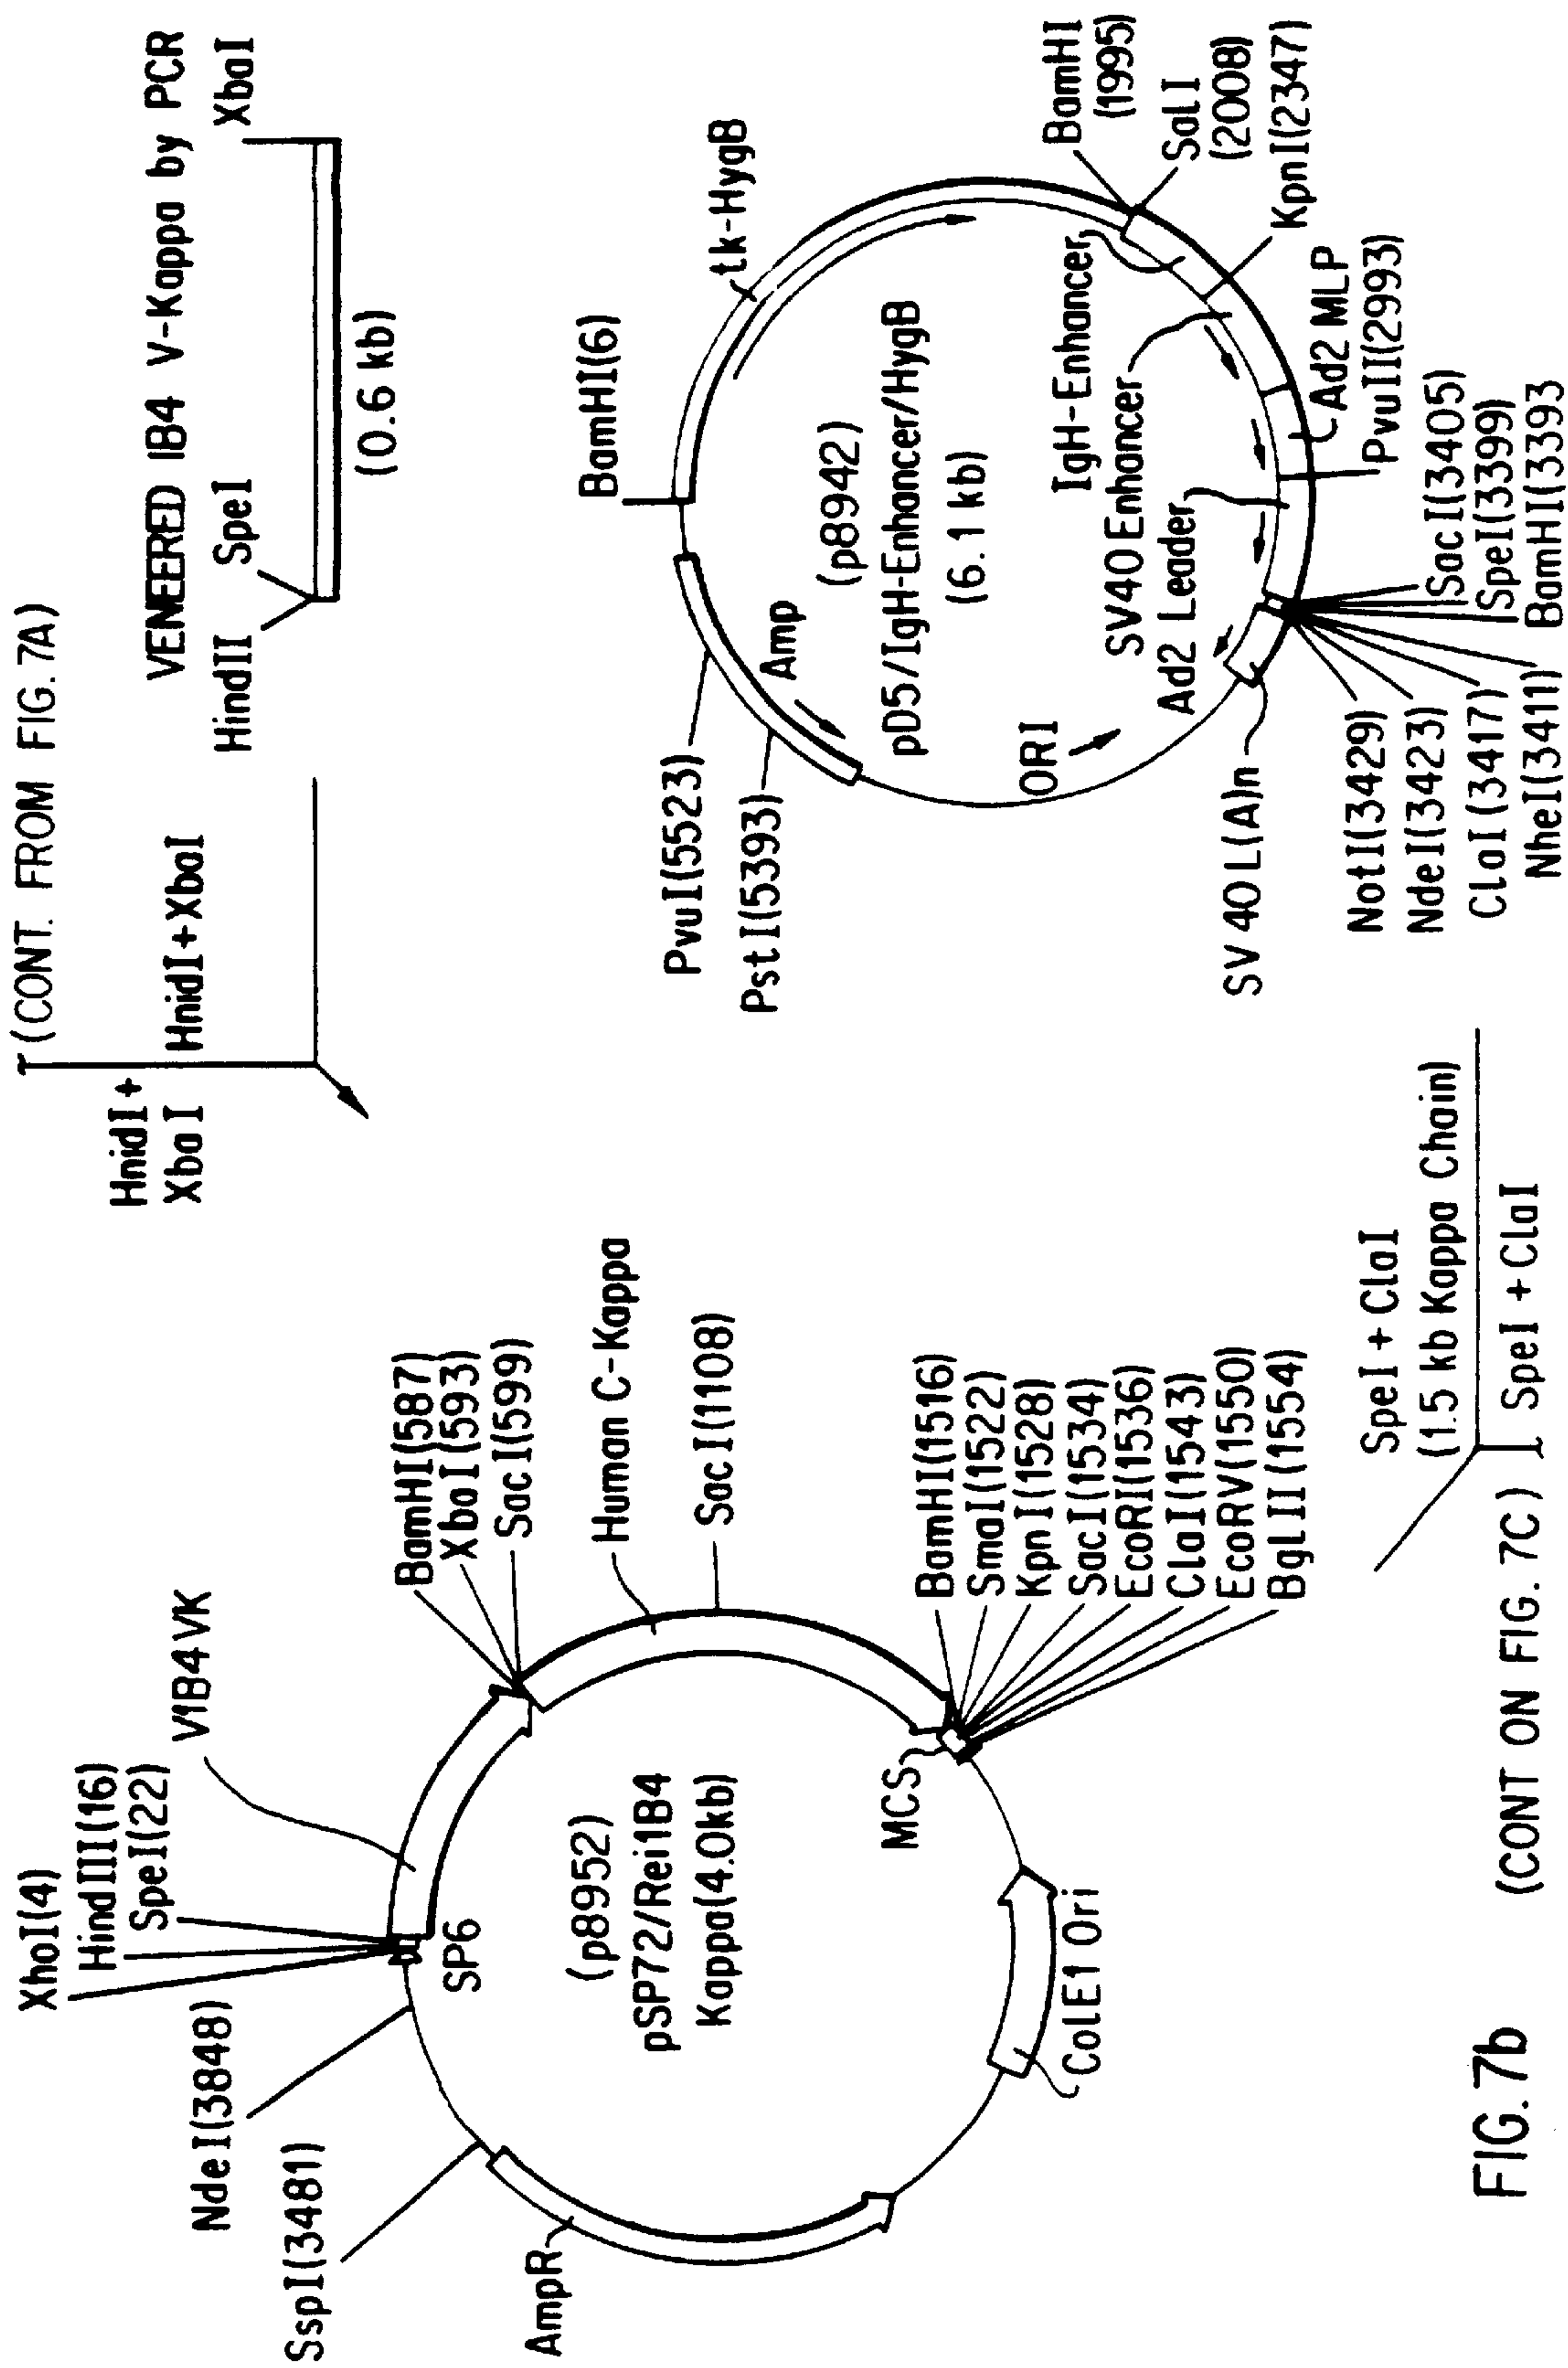 (CONT. FROM FIG. 7A)
HnidI+
XbaI
HnidI+XbaI
VENEERED 1B4 V-Kappa by PCR
HindII
SpeI
XbaI
(0.6 kb)
XhoI(4)
HindIII(16)
SpeI(22)
V1B4VK
NdeI(3848)
SspI(3481)
AmpR
SP6
BamHI(587)
XbaI(593)
SacI(599)
Human C-Kappa
SacI(1108)
(p8952)
pSP72/Rei1B4
Kappa(4.0kb)
MCS
ColE1 Ori
BamHI(1516)
SmaI(1522)
KpnI(1528)
SacI(1534)
EcoRI(1536)
ClaI(1543)
EcoRV(1550)
BglII(1554)
BamHI(6)
tk-HygB
PvuI(5523)
PstI(5393)
Amp
(p8942)
pD5/IgH-Enhancer/HygB
(6.1 kb)
ORI
IgH-Enhancer
SV40 Enhancer
Ad2 Leader
BamHI
(1995)
SalI
(2008)
KpnI(2347)
Ad2 MLP
PvuII(2993)
SV 40 L(A)n
SacI(3405)
SpeI(3399)
BamHI(3393
NotI(3429)
NdeI(3423)
ClaI(3417)
NheI(3411)
SpeI + ClaI
(1.5 kb Kappa Chain)
SpeI + ClaI
(CONT ON FIG. 7C)
FIG. 7b